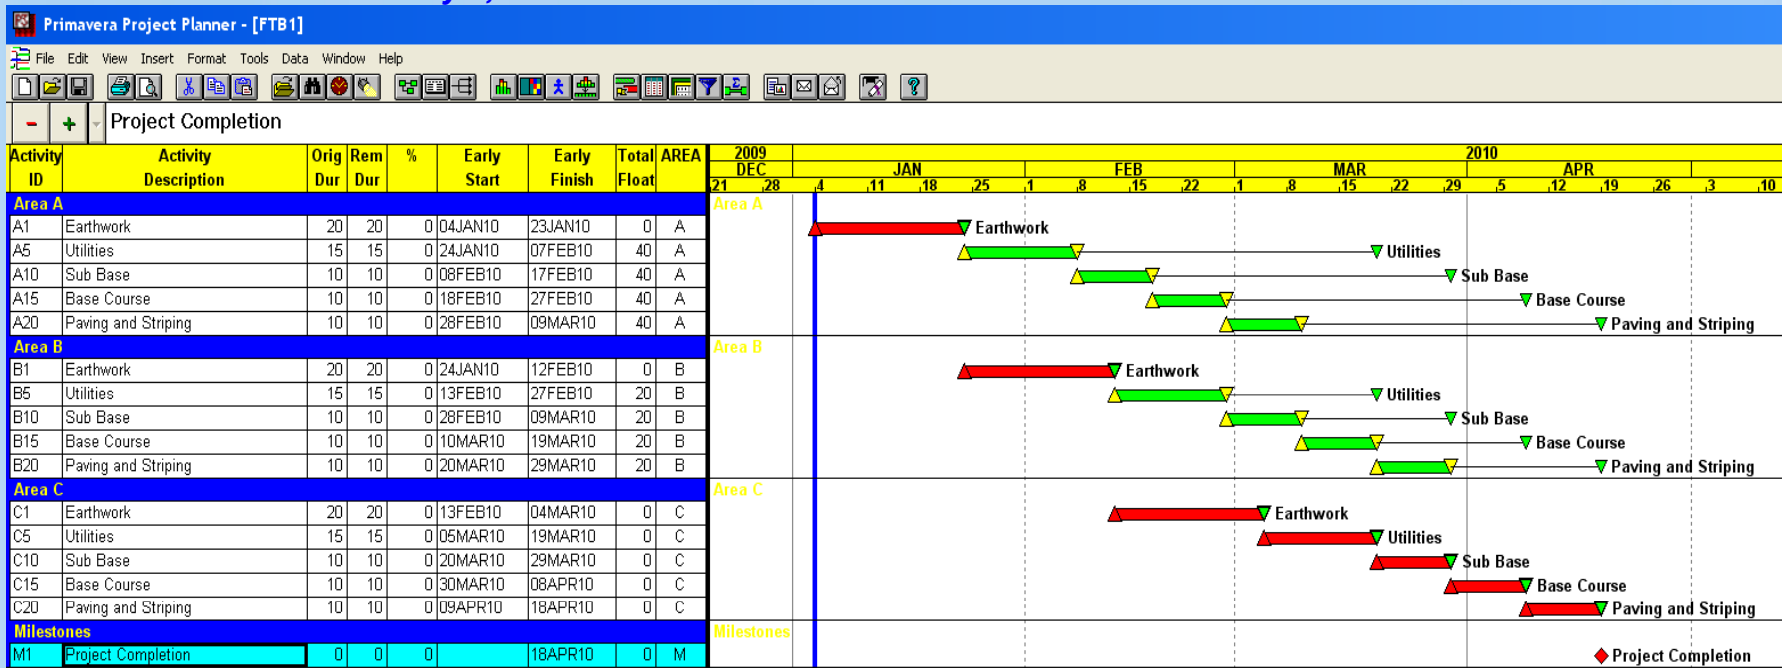 Primavera Project Planner - [FTB1]
File Edit View Insert Format Tools Data Window Help
Project Completion
Activity ID Activity Description Orig Dur Rem Dur % Early Start Early Finish Total Float AREA 2009 2010
DEC JAN FEB MAR APR
21 28 4 11 18 25 1 8 15 22 1 8 15 22 29 5 12 19 26 3 10
Area A Area A
A1 Earthwork 20 20 0 04JAN10 23JAN10 0 A Earthwork
A5 Utilities 15 15 0 24JAN10 07FEB10 40 A Utilities
A10 Sub Base 10 10 0 08FEB10 17FEB10 40 A Sub Base
A15 Base Course 10 10 0 18FEB10 27FEB10 40 A Base Course
A20 Paving and Striping 10 10 0 28FEB10 09MAR10 40 A Paving and Striping
Area B Area B
B1 Earthwork 20 20 0 24JAN10 12FEB10 0 B Earthwork
B5 Utilities 15 15 0 13FEB10 27FEB10 20 B Utilities
B10 Sub Base 10 10 0 28FEB10 09MAR10 20 B Sub Base
B15 Base Course 10 10 0 10MAR10 19MAR10 20 B Base Course
B20 Paving and Striping 10 10 0 20MAR10 29MAR10 20 B Paving and Striping
Area C Area C
C1 Earthwork 20 20 0 13FEB10 04MAR10 0 C Earthwork
C5 Utilities 15 15 0 05MAR10 19MAR10 0 C Utilities
C10 Sub Base 10 10 0 20MAR10 29MAR10 0 C Sub Base
C15 Base Course 10 10 0 30MAR10 08APR10 0 C Base Course
C20 Paving and Striping 10 10 0 09APR10 18APR10 0 C Paving and Striping
Milestones Milestones
M1 Project Completion 0 0 0 18APR10 0 M Project Completion